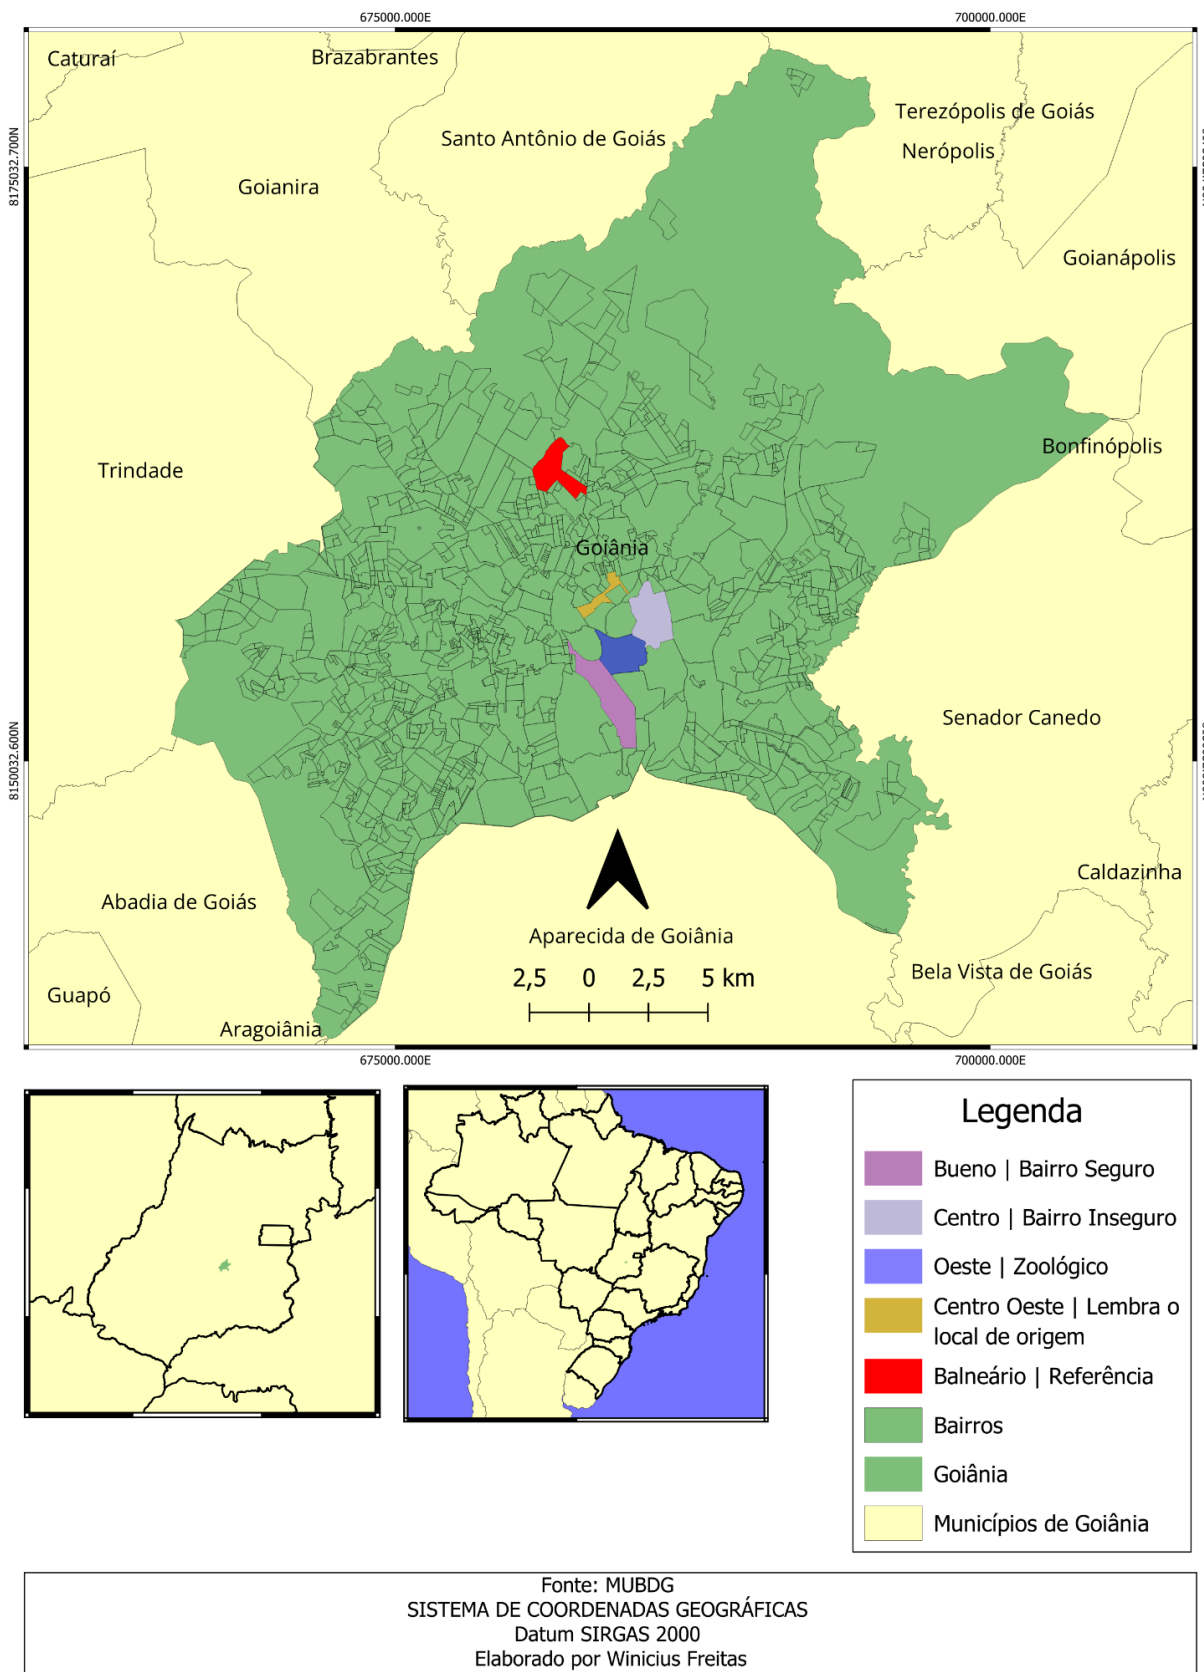 675000.000E
700000.000E
Caturaí
Brazabrantes
Terezópolis de Goiás
Santo Antônio de Goiás
Nerópolis
8175032.700N
Goianira
Goianápolis
Bonfinópolis
Trindade
Goiânia
Senador Canedo
8150032.600N
Caldazinha
Abadia de Goiás
Aparecida de Goiânia
Bela Vista de Goiás
2,5 0 2,5 5 km
Guapó
Aragoiânia
675000.000E
700000.000E
Legenda
Bueno | Bairro Seguro
Centro | Bairro Inseguro
Oeste | Zoológico
Centro Oeste | Lembra o
local de origem
Balneário | Referência
Bairros
Goiânia
Municípios de Goiânia
Fonte: MUBDG
SISTEMA DE COORDENADAS GEOGRÁFICAS
Datum SIRGAS 2000
Elaborado por Winicius Freitas